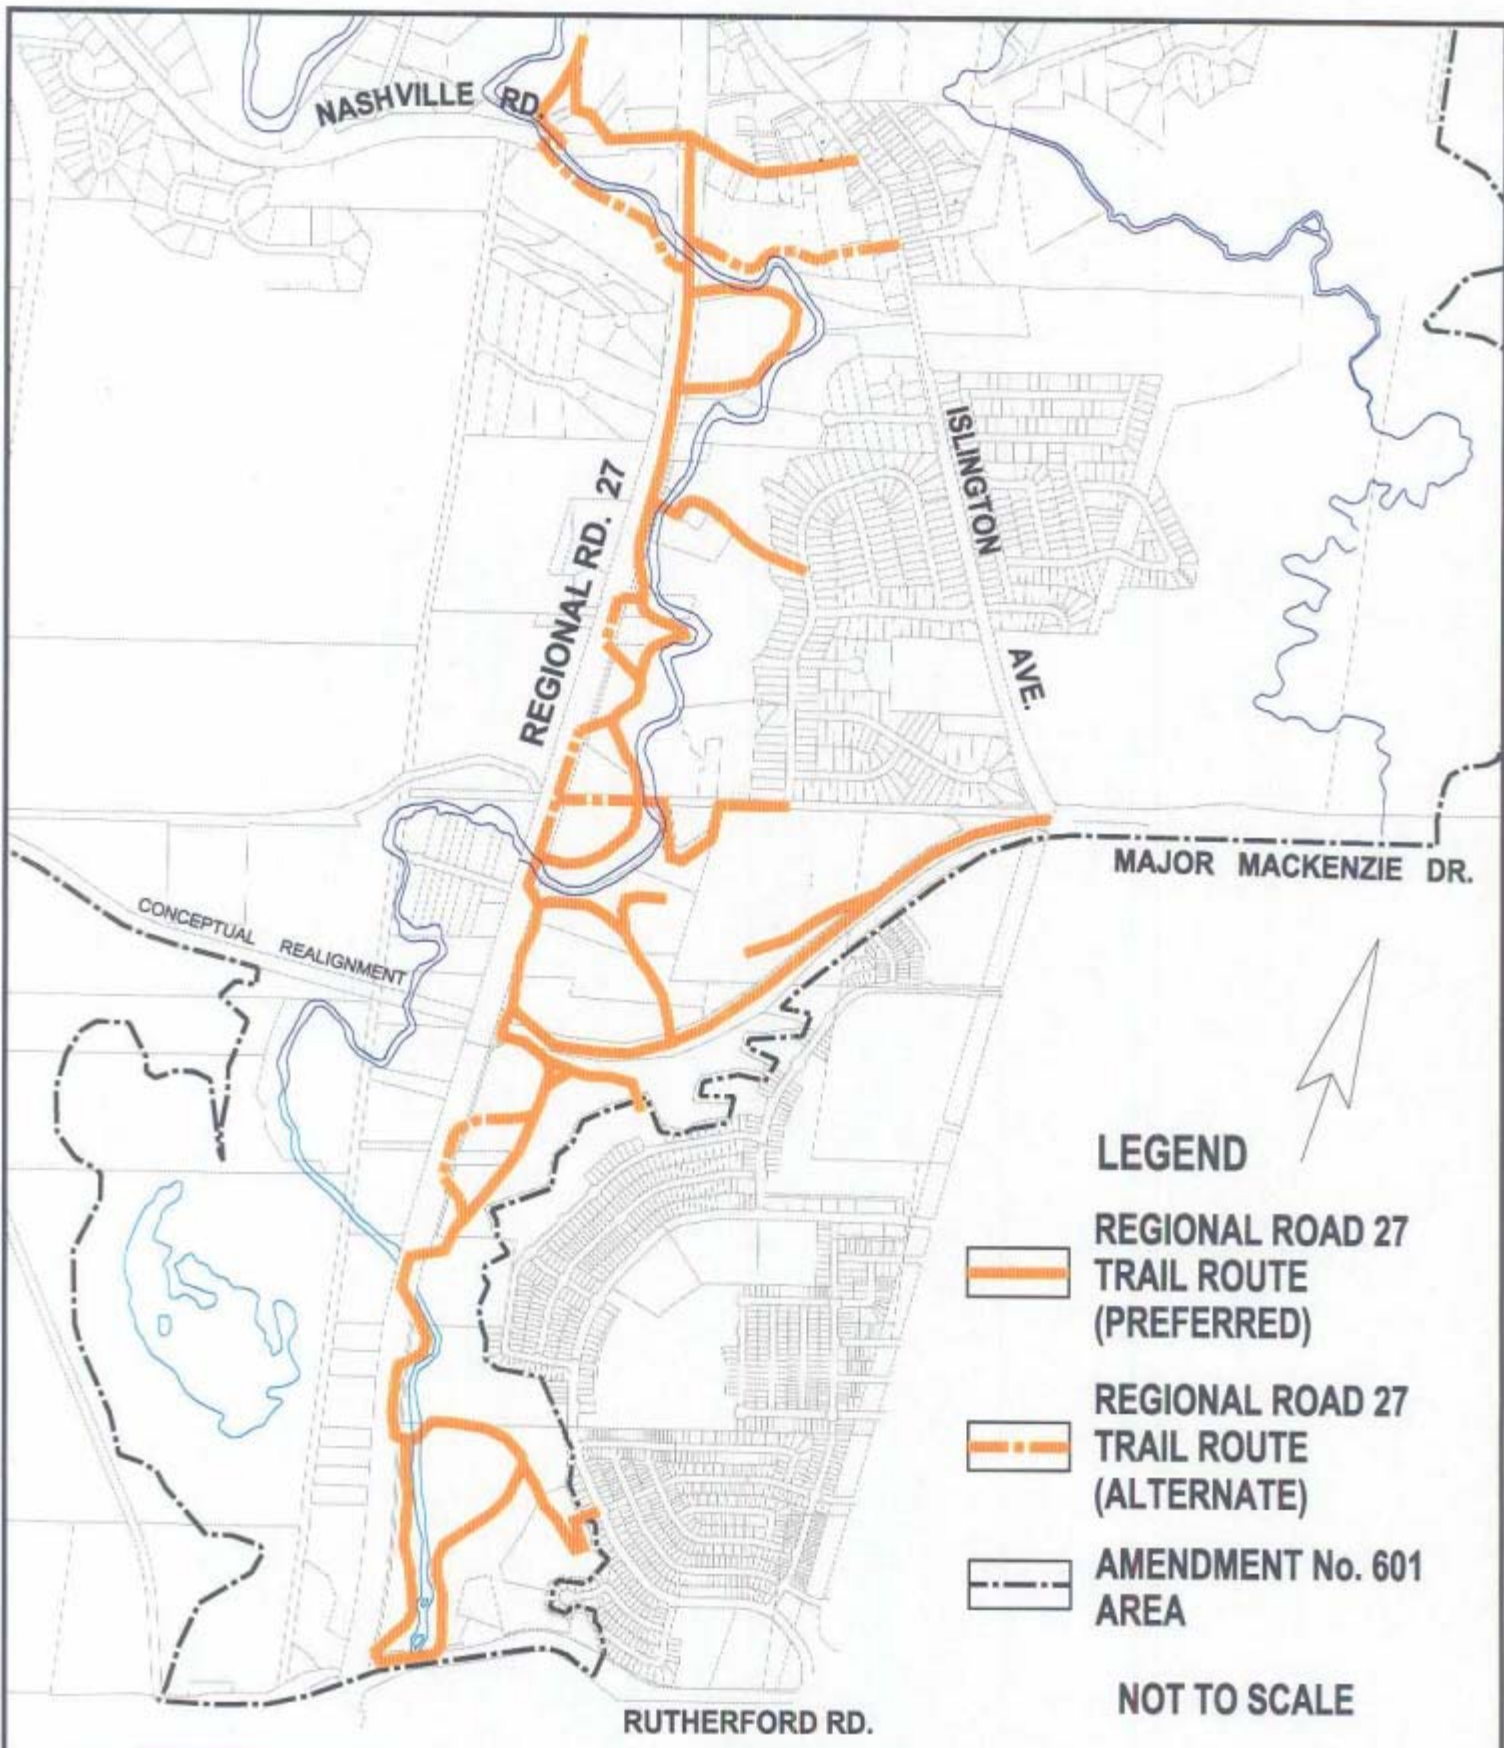 NASHVILLE RD.
REGIONAL RD. 27
ISLINGTON AVE.
MAJOR MACKENZIE DR.
CONCEPTUAL REALIGNMENT
LEGEND
REGIONAL ROAD 27
TRAIL ROUTE
(PREFERRED)
REGIONAL ROAD 27
TRAIL ROUTE
(ALTERNATE)
AMENDMENT No. 601
AREA
NOT TO SCALE
RUTHERFORD RD.